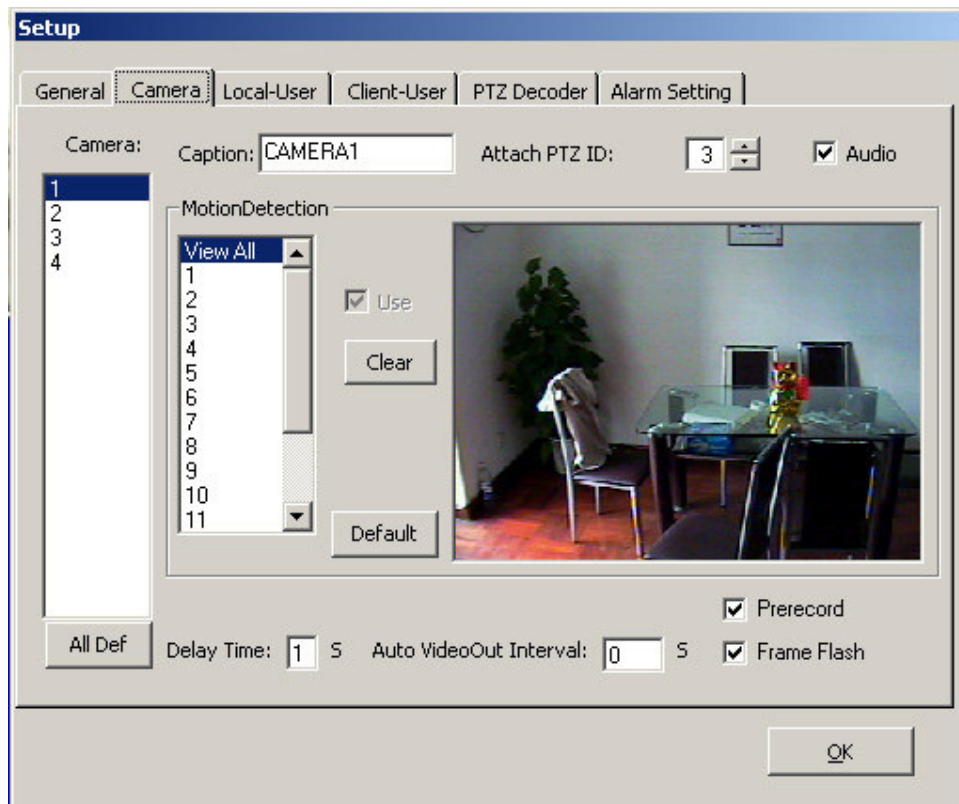 Setup
General Camera Local-User Client-User PTZ Decoder Alarm Setting
Camera: Caption: CAMERA1 Attach PTZ ID: 3 Audio
1
2
3
4
MotionDetection
View All
1
2
3
4
5
6
7
8
9
10
11
Use
Clear
Default
Prerecord
All Def Delay Time: 1 S Auto VideoOut Interval: 0 S Frame Flash
OK